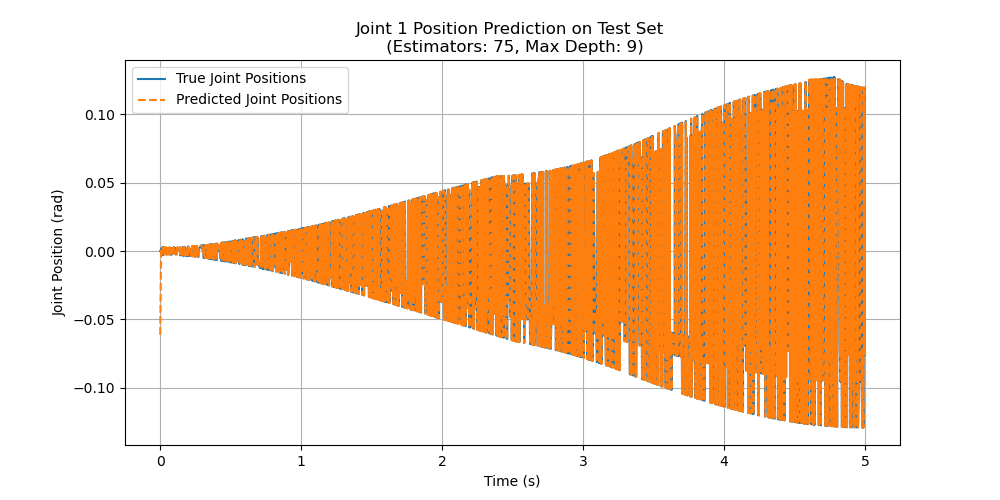 Joint 1 Position Prediction on Test Set
(Estimators: 75, Max Depth: 9)
True Joint Positions
Predicted Joint Positions
Joint Position (rad)
0.10
0.05
0.00
−0.05
−0.10
0 1 2 3 4 5
Time (s)